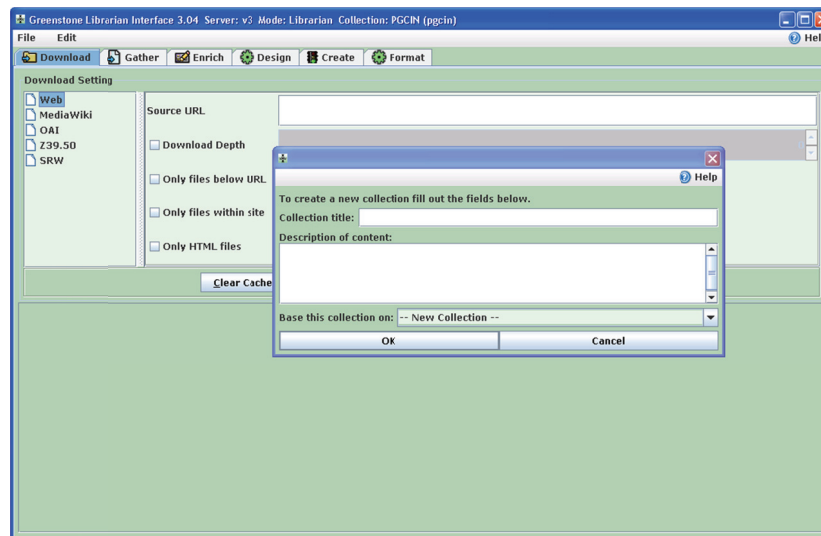 Greenstone Librarian Interface 3.04 Server: v3 Mode: Librarian Collection: PGCIN (pgcin)
File Edit Hel
Download Gather Enrich Design Create Format
Download Setting
Web
MediaWiki
OAI
Z39.50
SRW
Source URL
Download Depth
Only files below URL
Only files within site
Only HTML files
Clear Cache
Help
To create a new collection fill out the fields below.
Collection title:
Description of content:
Base this collection on: -- New Collection --
OK Cancel